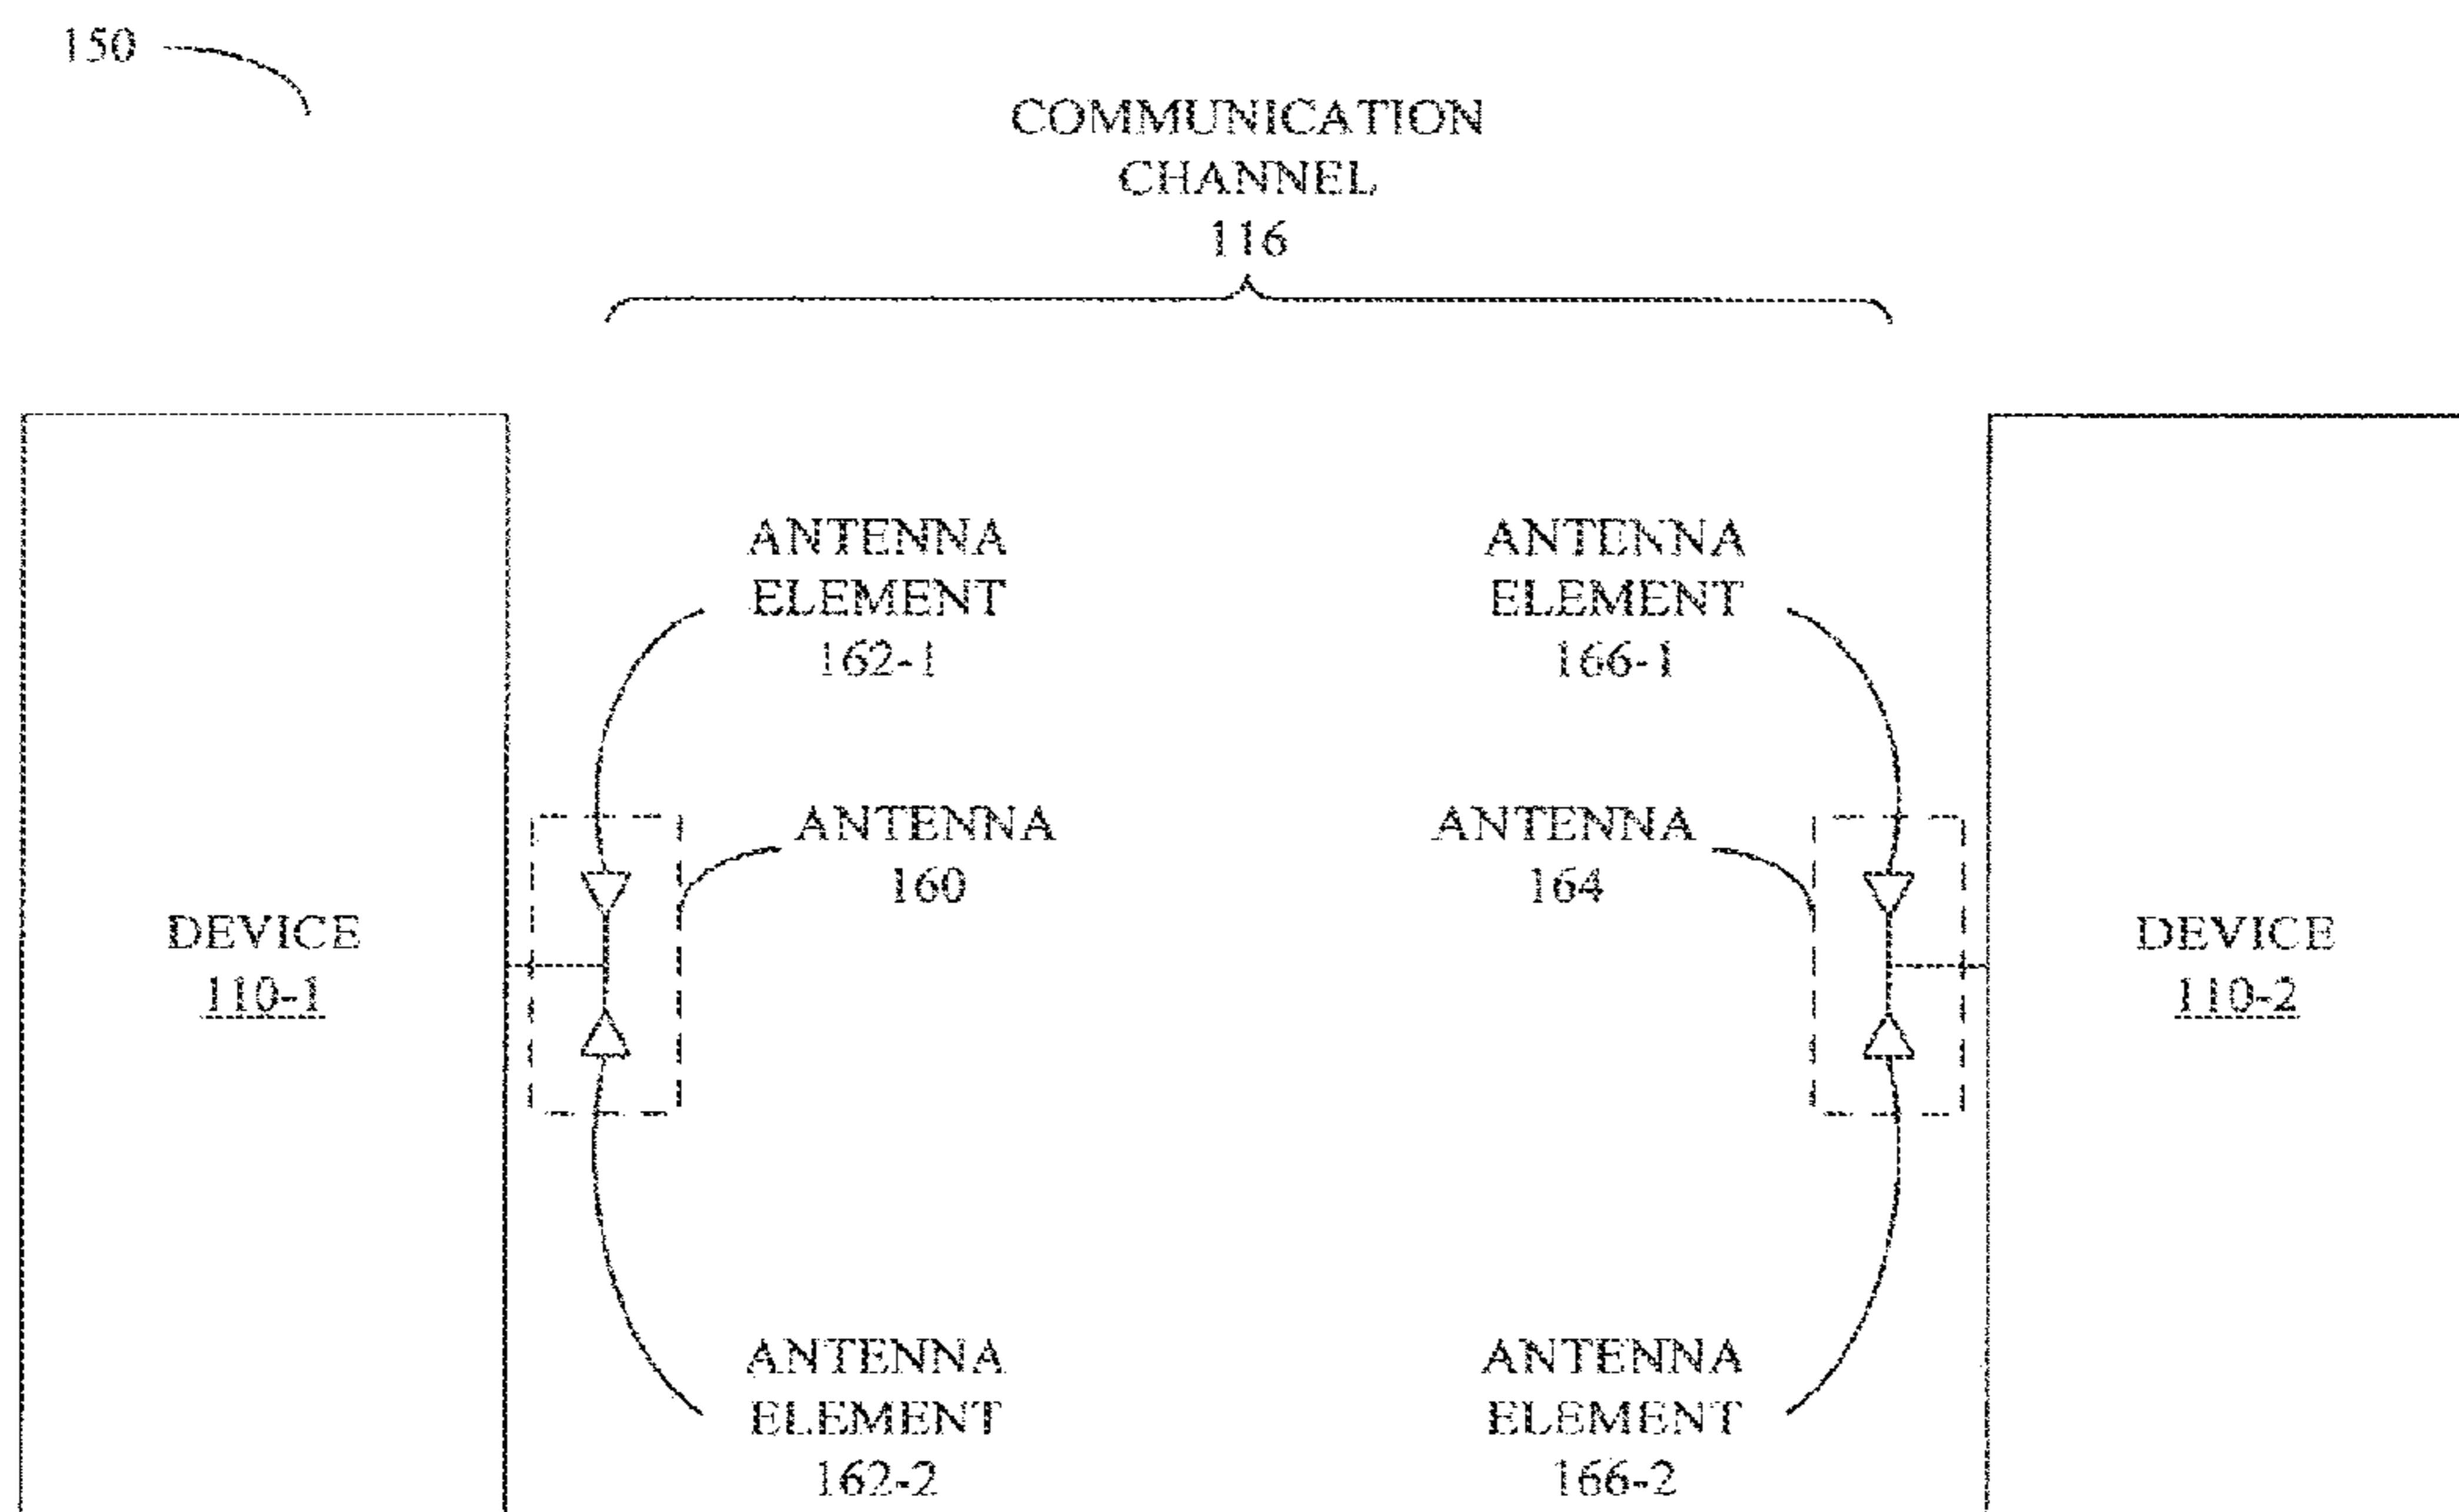 150
COMMUNICATION
CHANNEL
116
ANTENNA
ELEMENT
162-1
ANTENNA
ELEMENT
166-1
ANTENNA
160
ANTENNA
164
DEVICE
110-1
DEVICE
110-2
ANTENNA
ELEMENT
162-2
ANTENNA
ELEMENT
166-2